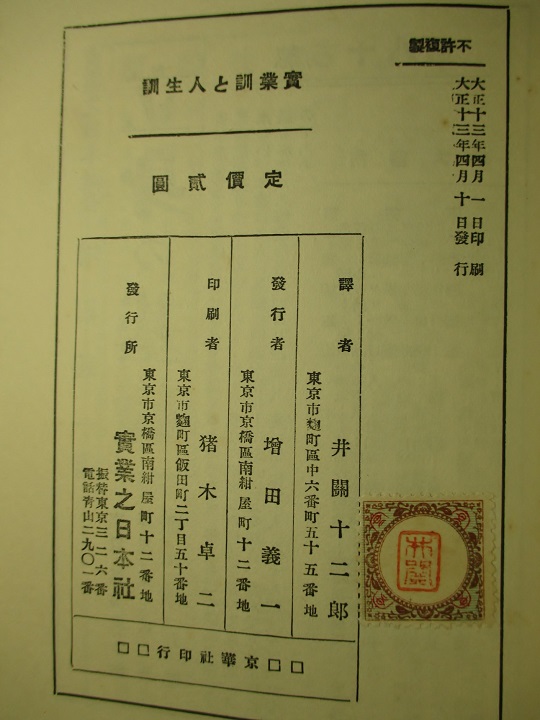 不許複製
大正十三年四月一日印刷
大正十三年四月十日發行
實業訓と人生訓
定價貳圓
譯者
東京市麴町區中六番町五十五番地
井關十二郎
發行者
東京市京橋區南紺屋町十二番地
增田義一
印刷者
東京市麴町區飯田町二丁目五十番地
猪木卓二
發行所
東京市京橋區南紺屋町十二番地
實業之日本社
振替東京三二六番
電話青山二九〇一番
□□京華社印行□□
井關